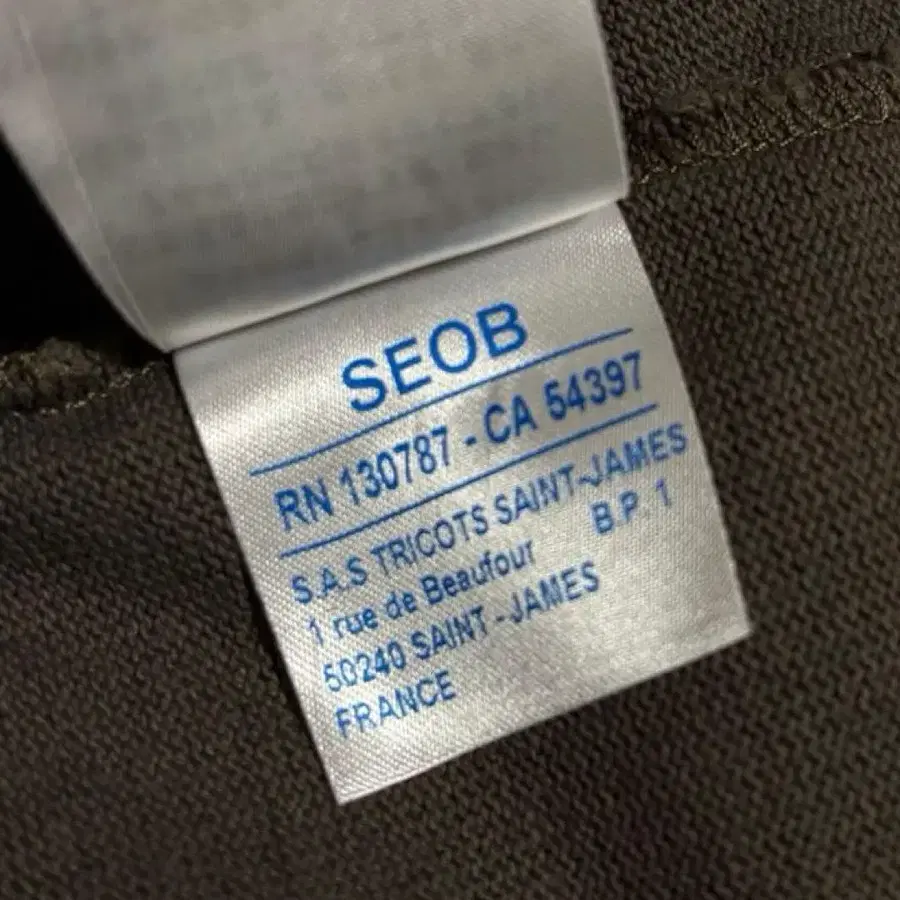 SEOB
RN 130787 - CA 54397
S.A.S TRICOTS SAINT-JAMES
1 rue de Beaufour B.P. 1
50240 SAINT-JAMES
FRANCE